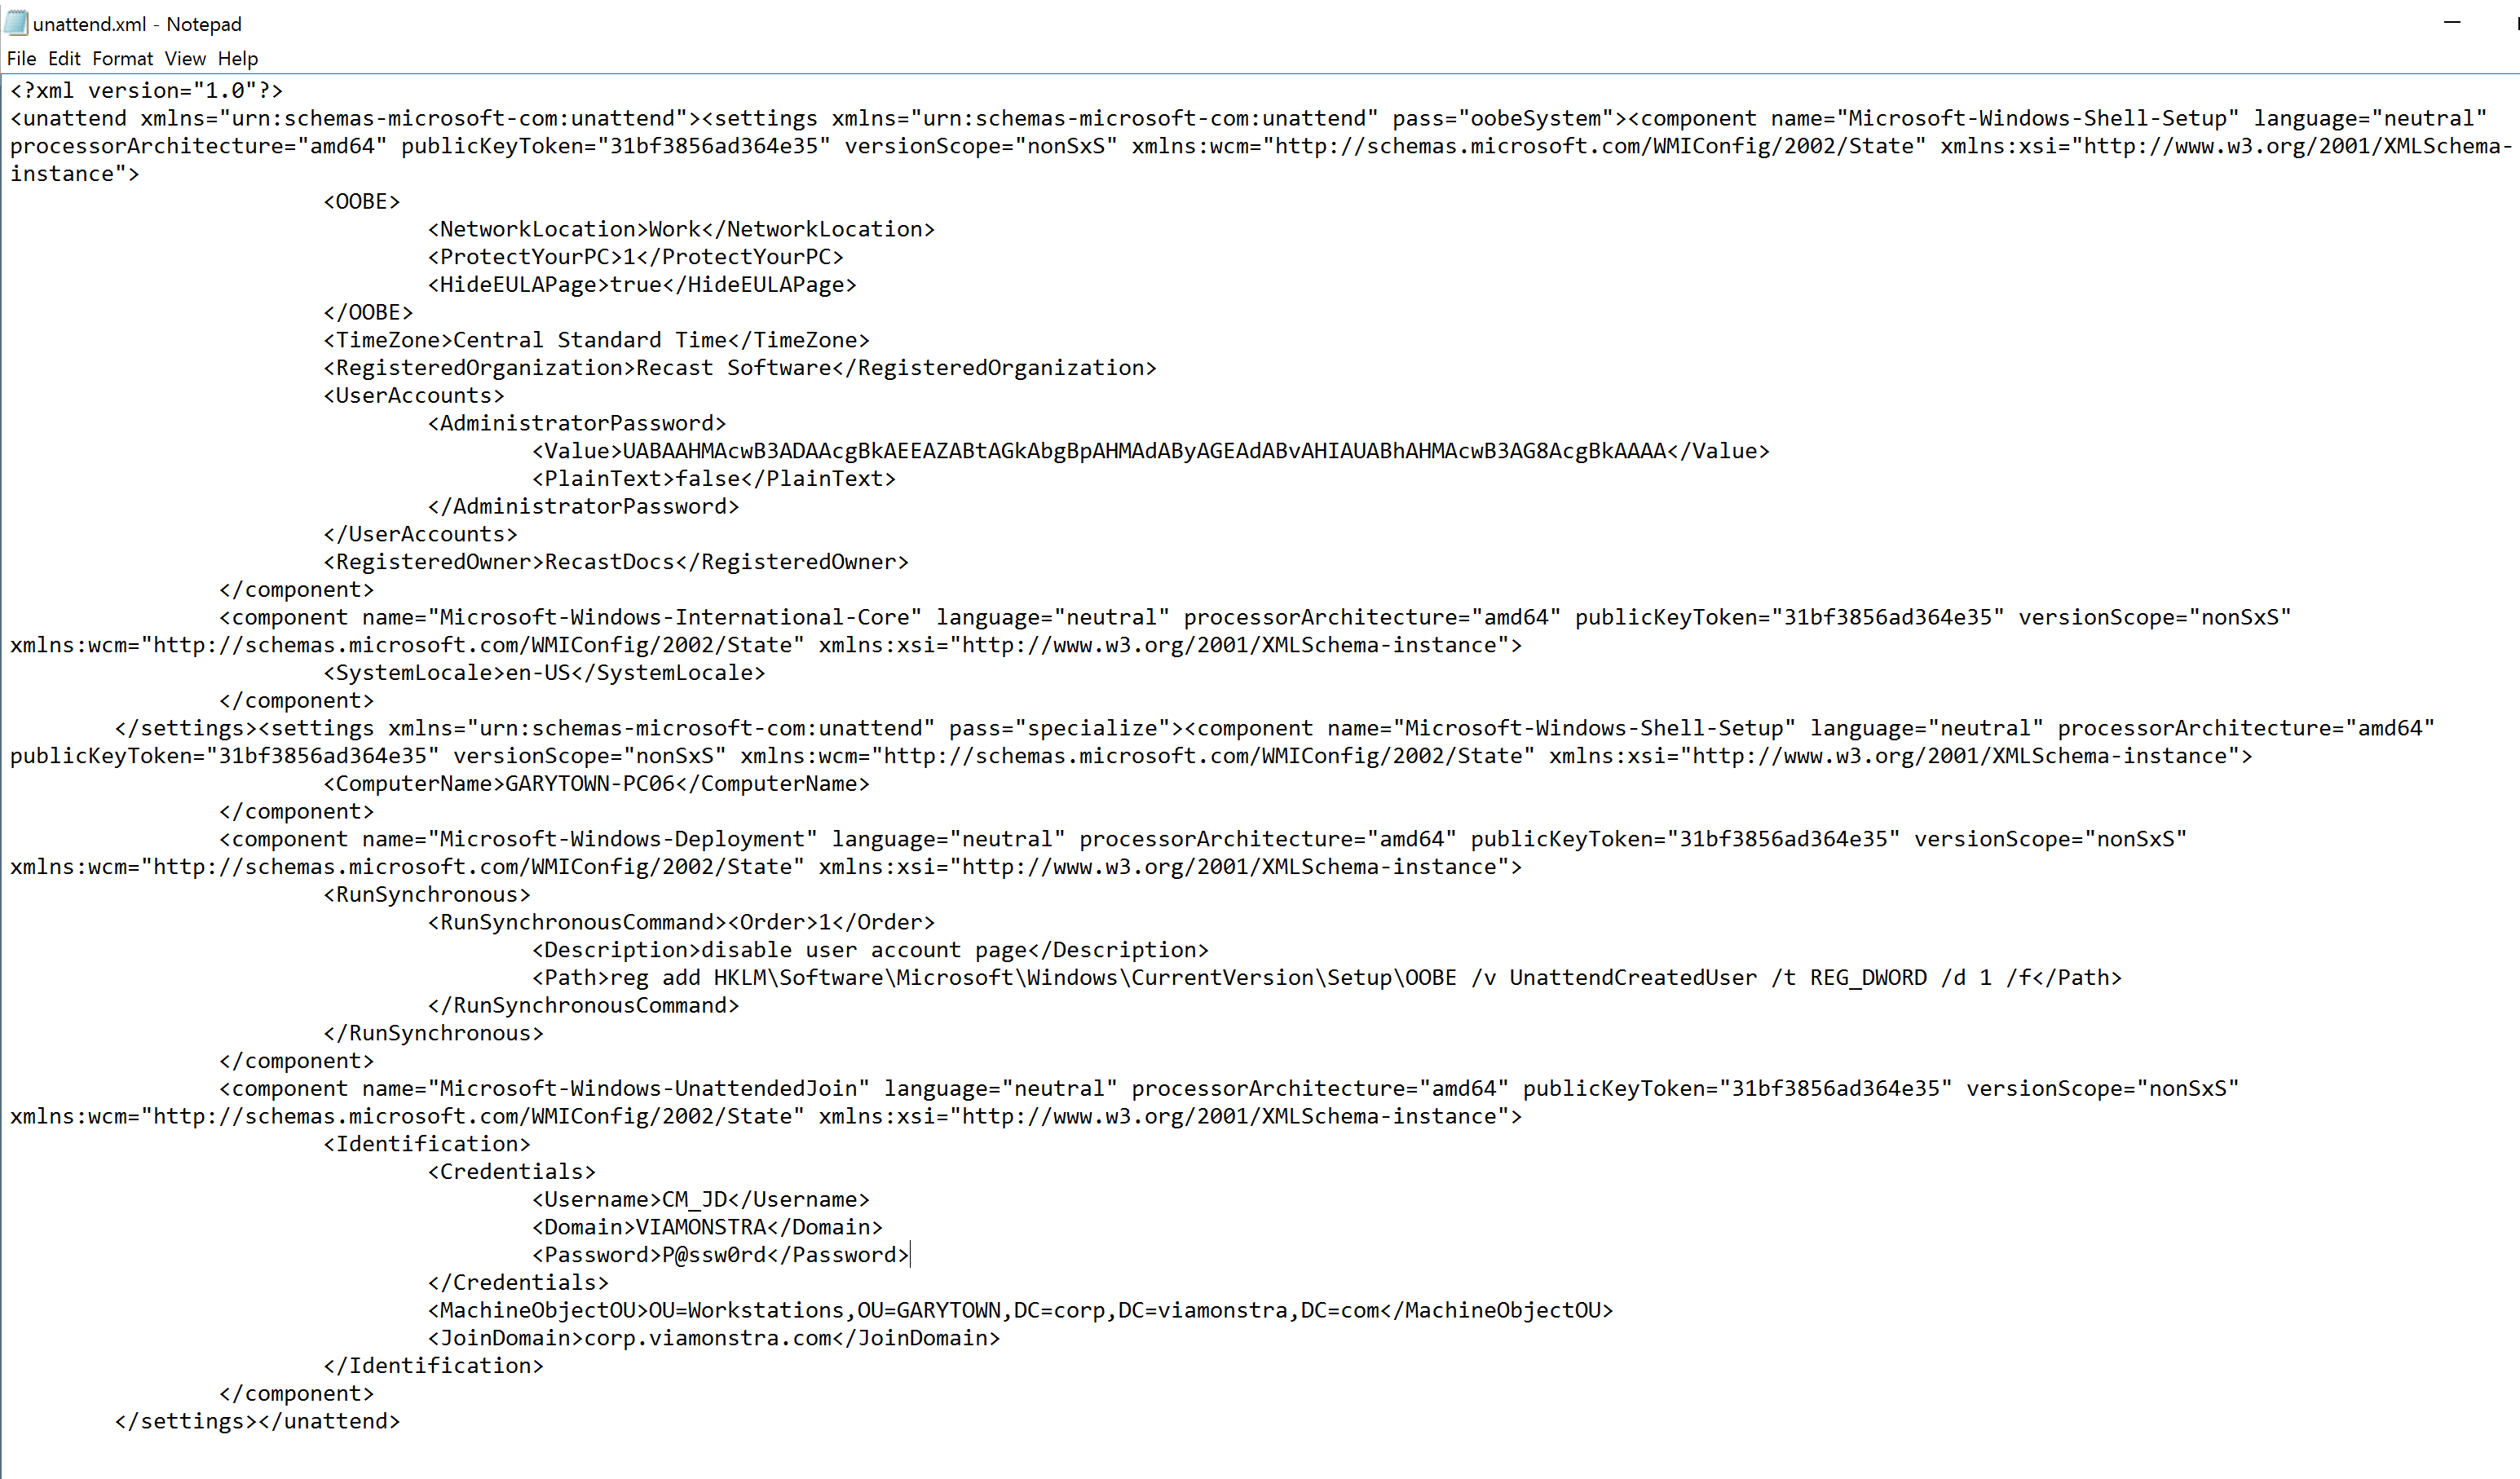 unattend.xml - Notepad
File Edit Format View Help
<?xml version="1.0"?>
<unattend xmlns="urn:schemas-microsoft-com:unattend"><settings xmlns="urn:schemas-microsoft-com:unattend" pass="oobeSystem"><component name="Microsoft-Windows-Shell-Setup" language="neutral"
processorArchitecture="amd64" publicKeyToken="31bf3856ad364e35" versionScope="nonSxS" xmlns:wcm="http://schemas.microsoft.com/WMIConfig/2002/State" xmlns:xsi="http://www.w3.org/2001/XMLSchema-
instance">
<OOBE>
<NetworkLocation>Work</NetworkLocation>
<ProtectYourPC>1</ProtectYourPC>
<HideEULAPage>true</HideEULAPage>
</OOBE>
<TimeZone>Central Standard Time</TimeZone>
<RegisteredOrganization>Recast Software</RegisteredOrganization>
<UserAccounts>
<AdministratorPassword>
<Value>UABAAHMAcwB3ADAAcgBkAEEAZABtAGkAbgBpAHMAdAByAGEAdABvAHIAUABhAHMAcwB3AG8AcgBkAAAA</Value>
<PlainText>false</PlainText>
</AdministratorPassword>
</UserAccounts>
<RegisteredOwner>RecastDocs</RegisteredOwner>
</component>
<component name="Microsoft-Windows-International-Core" language="neutral" processorArchitecture="amd64" publicKeyToken="31bf3856ad364e35" versionScope="nonSxS"
xmlns:wcm="http://schemas.microsoft.com/WMIConfig/2002/State" xmlns:xsi="http://www.w3.org/2001/XMLSchema-instance">
<SystemLocale>en-US</SystemLocale>
</component>
</settings><settings xmlns="urn:schemas-microsoft-com:unattend" pass="specialize"><component name="Microsoft-Windows-Shell-Setup" language="neutral" processorArchitecture="amd64"
publicKeyToken="31bf3856ad364e35" versionScope="nonSxS" xmlns:wcm="http://schemas.microsoft.com/WMIConfig/2002/State" xmlns:xsi="http://www.w3.org/2001/XMLSchema-instance">
<ComputerName>GARYTOWN-PC06</ComputerName>
</component>
<component name="Microsoft-Windows-Deployment" language="neutral" processorArchitecture="amd64" publicKeyToken="31bf3856ad364e35" versionScope="nonSxS"
xmlns:wcm="http://schemas.microsoft.com/WMIConfig/2002/State" xmlns:xsi="http://www.w3.org/2001/XMLSchema-instance">
<RunSynchronous>
<RunSynchronousCommand><Order>1</Order>
<Description>disable user account page</Description>
<Path>reg add HKLM\Software\Microsoft\Windows\CurrentVersion\Setup\OOBE /v UnattendCreatedUser /t REG_DWORD /d 1 /f</Path>
</RunSynchronousCommand>
</RunSynchronous>
</component>
<component name="Microsoft-Windows-UnattendedJoin" language="neutral" processorArchitecture="amd64" publicKeyToken="31bf3856ad364e35" versionScope="nonSxS"
xmlns:wcm="http://schemas.microsoft.com/WMIConfig/2002/State" xmlns:xsi="http://www.w3.org/2001/XMLSchema-instance">
<Identification>
<Credentials>
<Username>CM_JD</Username>
<Domain>VIAMONSTRA</Domain>
<Password>P@ssw0rd</Password>
</Credentials>
<MachineObjectOU>OU=Workstations,OU=GARYTOWN,DC=corp,DC=viamonstra,DC=com</MachineObjectOU>
<JoinDomain>corp.viamonstra.com</JoinDomain>
</Identification>
</component>
</settings></unattend>